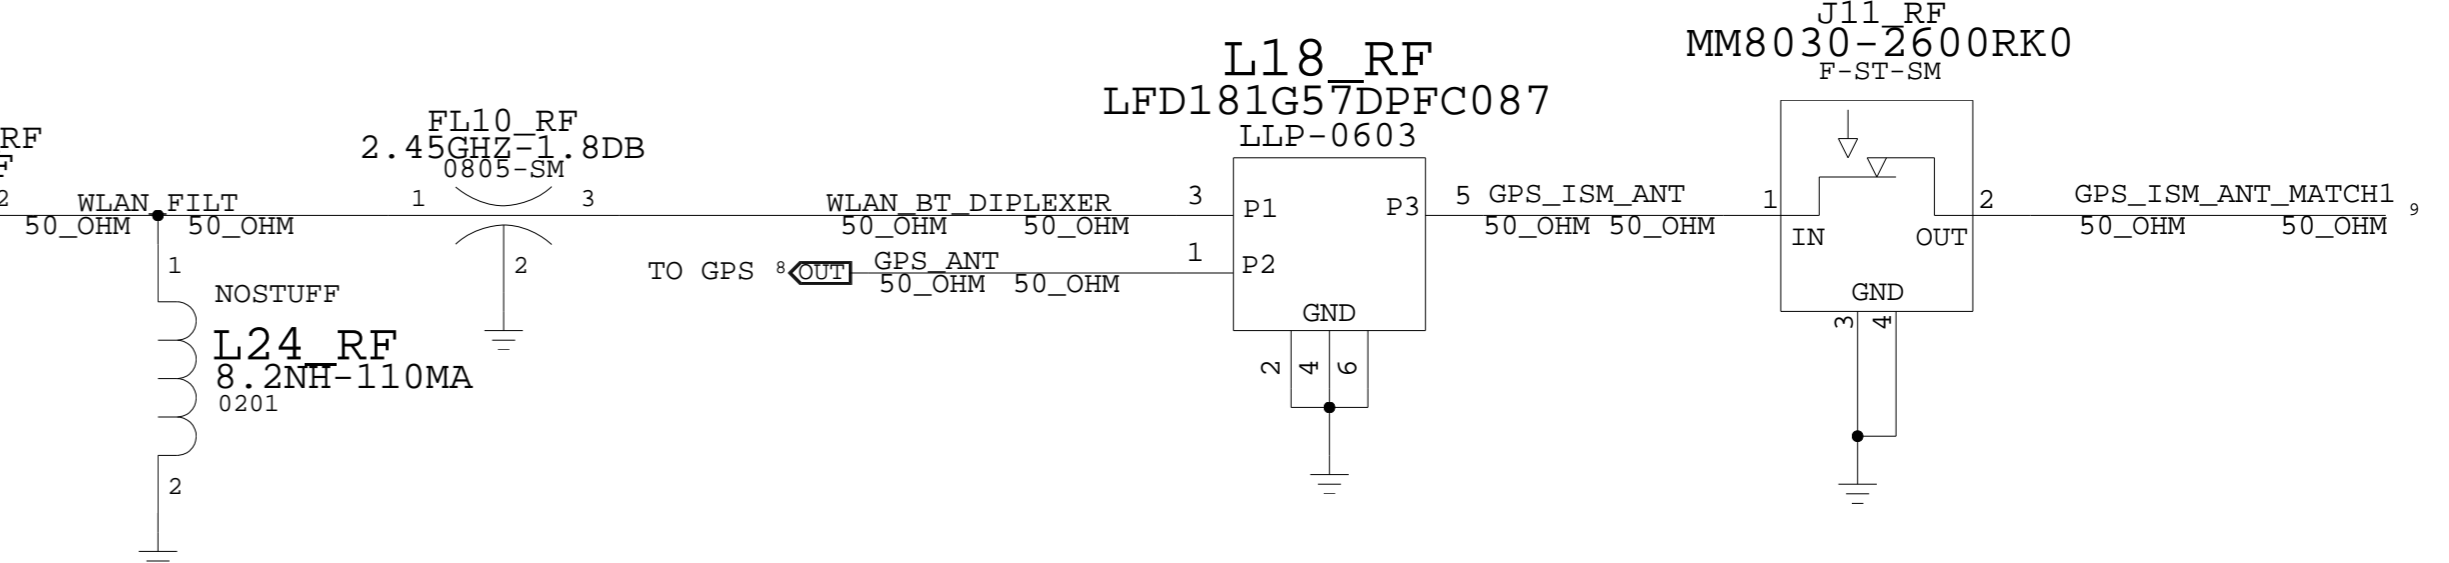 RF
F
2
WLAN_FILT
50_OHM 50_OHM
1
NOSTUFF
L24_RF
8.2NH-110MA
0201
2
FL10_RF
2.45GHZ-1.8DB
0805-SM
1
3
2
WLAN_BT_DIPLEXER
50_OHM 50_OHM
TO GPS 8 OUT
GPS_ANT
50_OHM 50_OHM
L18_RF
LFD181G57DPFC087
LLP-0603
3 P1
1 P2
P3 5
GND
2 4 6
GPS_ISM_ANT
50_OHM 50_OHM
J11_RF
MM8030-2600RK0
F-ST-SM
1
2
IN OUT
GND
3 4
GPS_ISM_ANT_MATCH1 9
50_OHM 50_OHM